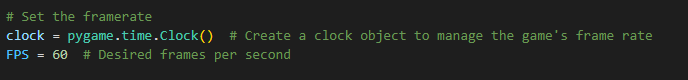 # Set the framerate
clock = pygame.time.Clock()  # Create a clock object to manage the game's frame rate
FPS = 60  # Desired frames per second